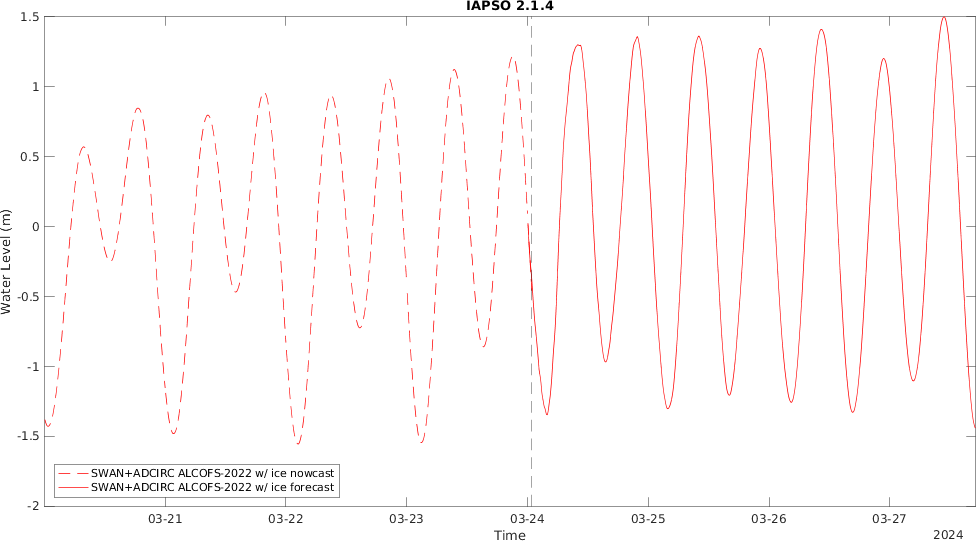 IAPSO 2.1.4
1.5
1
0.5
0
-0.5
-1
-1.5
-2
Water Level (m)
SWAN+ADCIRC ALCOFS-2022 w/ ice nowcast
SWAN+ADCIRC ALCOFS-2022 w/ ice forecast
03-21 03-22 03-23 03-24 03-25 03-26 03-27
Time
2024